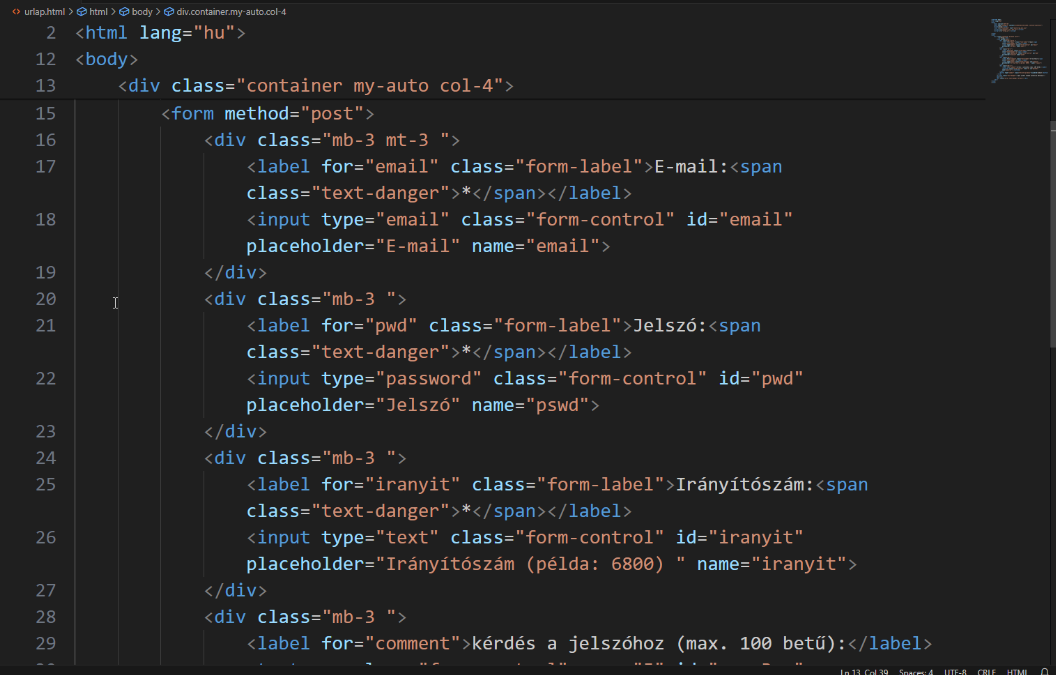 urlap.html > html > body > div.container.my-auto.col-4
2 <html lang="hu">
12 <body>
13 <div class="container my-auto col-4">
15 <form method="post">
16 <div class="mb-3 mt-3 ">
17 <label for="email" class="form-label">E-mail:<span
class="text-danger">*</span></label>
18 <input type="email" class="form-control" id="email"
placeholder="E-mail" name="email">
19 </div>
20 <div class="mb-3 ">
21 <label for="pwd" class="form-label">Jelszó:<span
class="text-danger">*</span></label>
22 <input type="password" class="form-control" id="pwd"
placeholder="Jelszó" name="pswd">
23 </div>
24 <div class="mb-3 ">
25 <label for="iranyit" class="form-label">Irányítószám:<span
class="text-danger">*</span></label>
26 <input type="text" class="form-control" id="iranyit"
placeholder="Irányítószám (példa: 6800) " name="iranyit">
27 </div>
28 <div class="mb-3 ">
29 <label for="comment">kérdés a jelszóhoz (max. 100 betű):</label>
Ln 13, Col 39 Spaces: 4 UTF-8 CRLF HTML